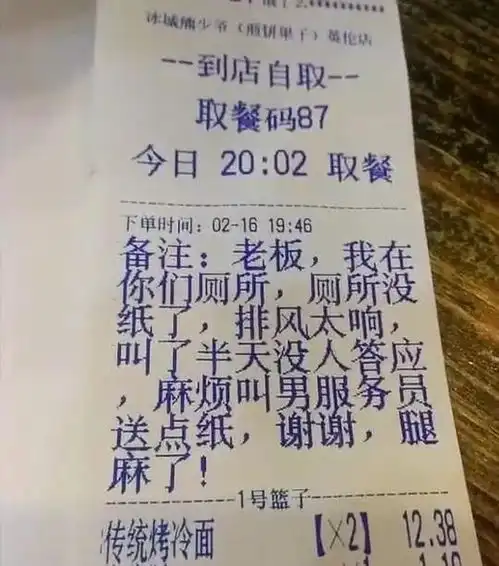 冰城熊少爷（煎饼果子）英伦店
--到店自取--
取餐码87
今日 20:02 取餐
下单时间: 02-16 19:46
备注: 老板，我在
你们厕所，厕所没
纸了，排风太响，
叫了半天没人答应
，麻烦叫男服务员
送点纸，谢谢，腿
麻了!
1号篮子
传统烤冷面 【×2】 12.38